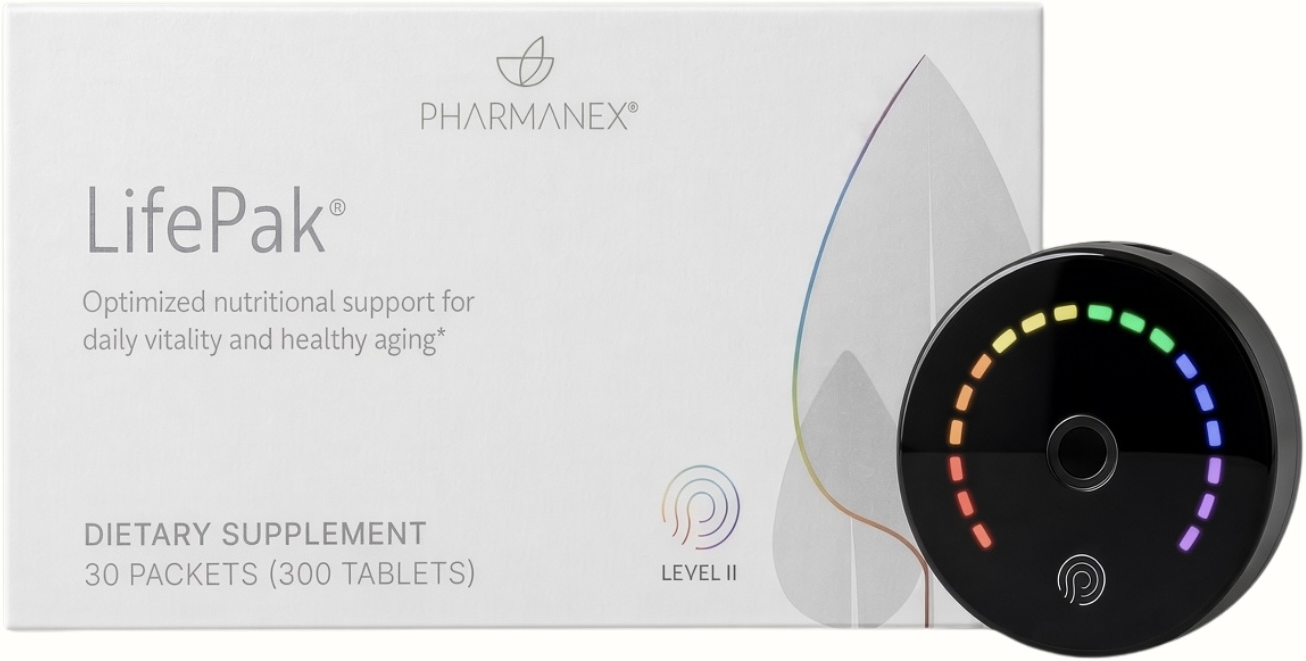 PHARMANEX®
LifePak®
Optimized nutritional support for
daily vitality and healthy aging*
DIETARY SUPPLEMENT
30 PACKETS (300 TABLETS)
LEVEL II